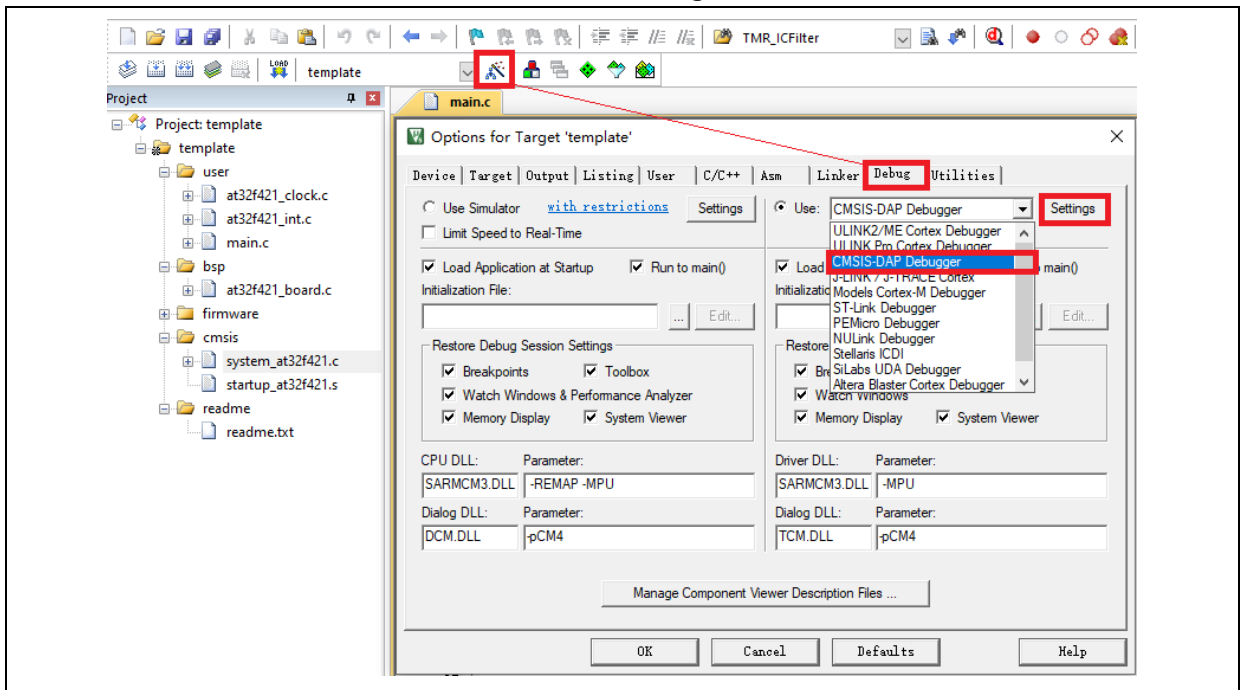 TMR_ICFilter
LOAD
template
Project
main.c
Project: template
template
user
at32f421_clock.c
at32f421_int.c
main.c
bsp
at32f421_board.c
firmware
cmsis
system_at32f421.c
startup_at32f421.s
readme
readme.txt
Options for Target 'template'
Device Target Output Listing User C/C++ Asm Linker Debug Utilities
Use Simulator with restrictions Settings
Limit Speed to Real-Time
Load Application at Startup Run to main()
Initialization File:
... Edit...
Restore Debug Session Settings
Breakpoints Toolbox
Watch Windows & Performance Analyzer
Memory Display System Viewer
CPU DLL: Parameter:
SARMCM3.DLL -REMAP -MPU
Dialog DLL: Parameter:
DCM.DLL -pCM4
Use: CMSIS-DAP Debugger Settings
ULINK2/ME Cortex Debugger
ULINK Pro Cortex Debugger
CMSIS-DAP Debugger
J-LINK / J-TRACE Cortex
Models Cortex-M Debugger
ST-Link Debugger
PEMicro Debugger
NULink Debugger
Stellaris ICDI
SiLabs UDA Debugger
Altera Blaster Cortex Debugger
Load main()
Initializatio
Edit...
Restore
Br
Watch Windows
Memory Display System Viewer
Driver DLL: Parameter:
SARMCM3.DLL -MPU
Dialog DLL: Parameter:
TCM.DLL -pCM4
Manage Component Viewer Description Files ...
OK Cancel Defaults Help